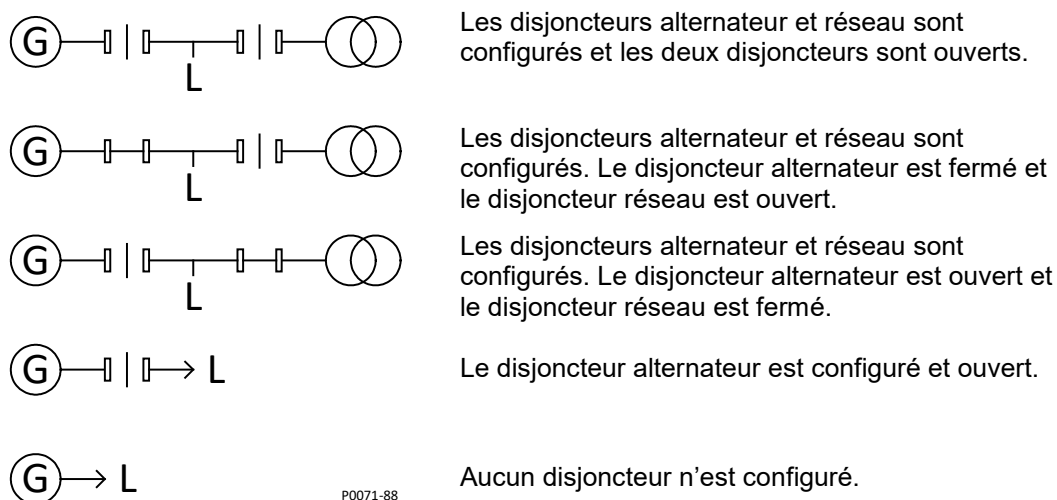 Les disjoncteurs alternateur et réseau sont
configurés et les deux disjoncteurs sont ouverts.
G
L
Les disjoncteurs alternateur et réseau sont
configurés. Le disjoncteur alternateur est fermé et
le disjoncteur réseau est ouvert.
G
L
Les disjoncteurs alternateur et réseau sont
configurés. Le disjoncteur alternateur est ouvert et
le disjoncteur réseau est fermé.
G
L
G L
Le disjoncteur alternateur est configuré et ouvert.
G L
Aucun disjoncteur n’est configuré.
P0071-88